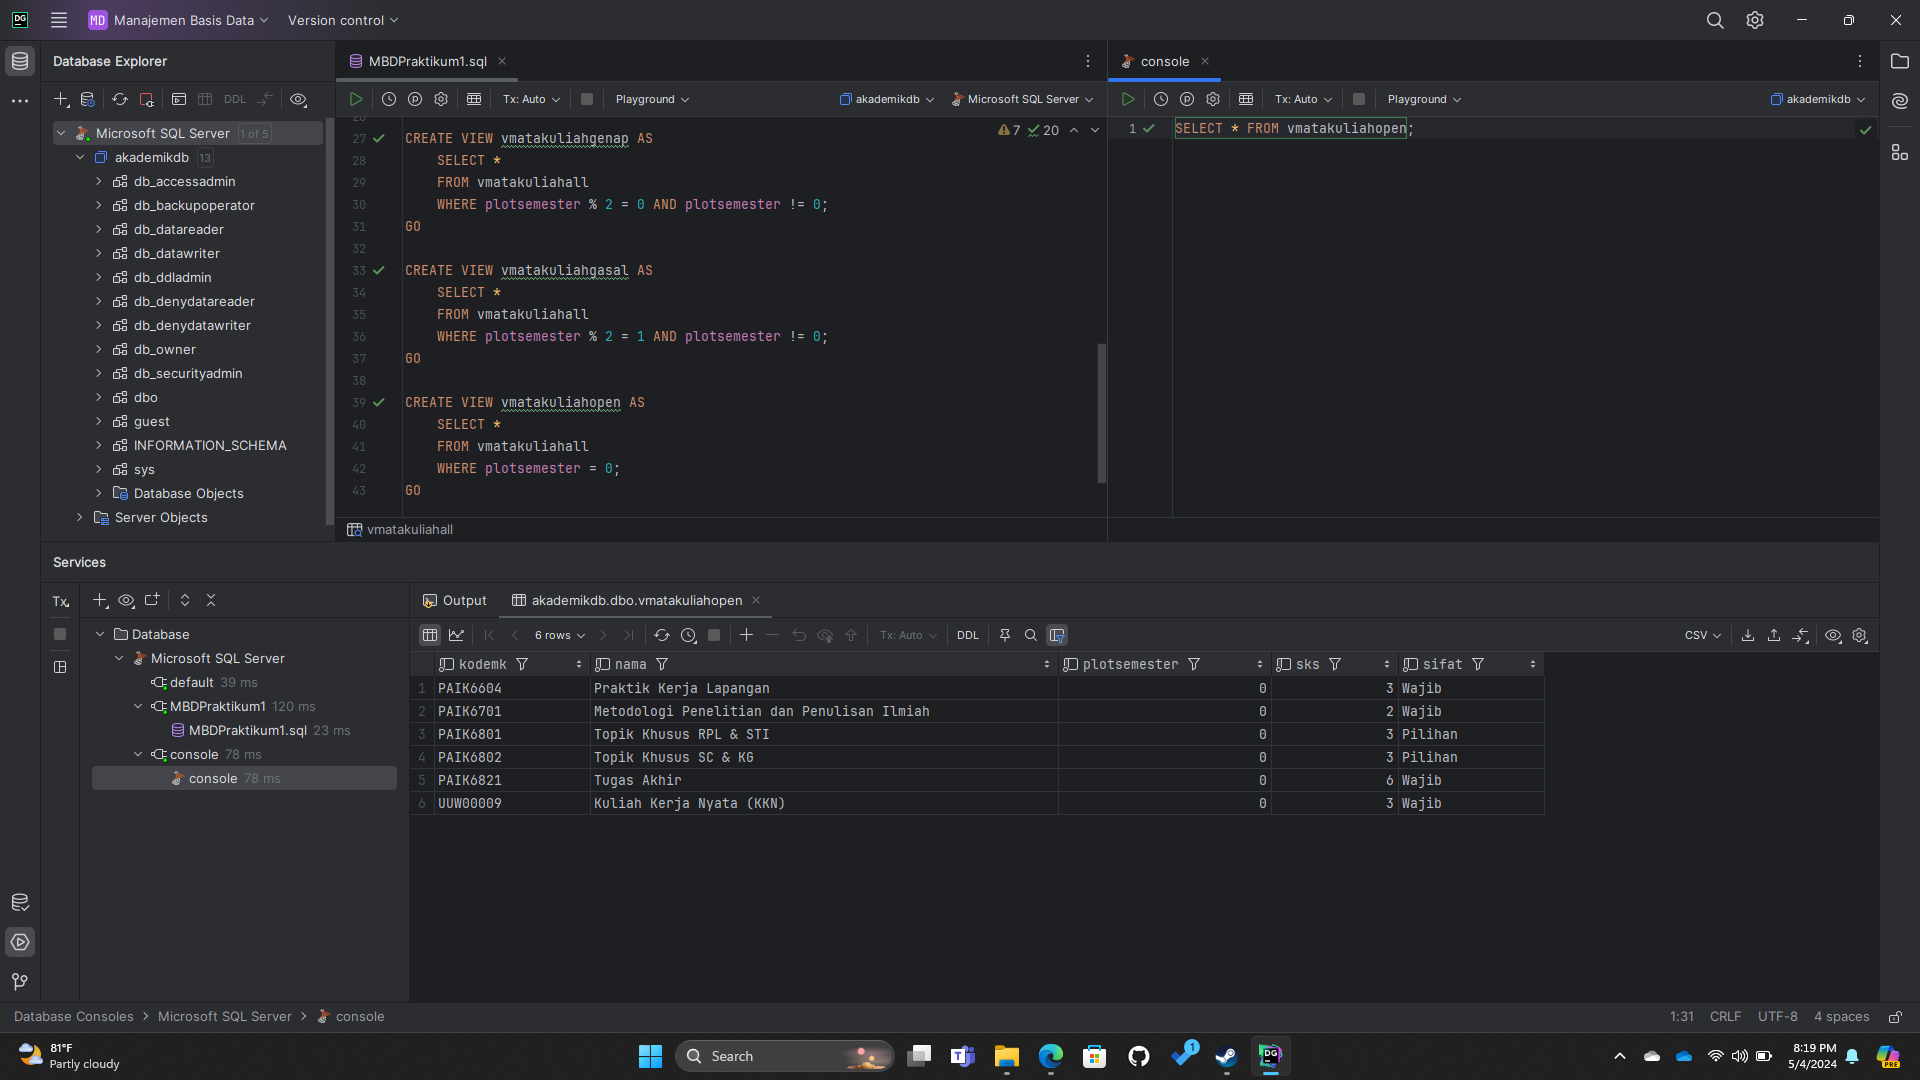 DG
MD Manajemen Basis Data
Version control
Database Explorer
DDL
Microsoft SQL Server 1 of 5
akademikdb 13
db_accessadmin
db_backupoperator
db_datareader
db_datawriter
db_ddladmin
db_denydatareader
db_denydatawriter
db_owner
db_securityadmin
dbo
guest
INFORMATION_SCHEMA
sys
Database Objects
Server Objects
MBDPraktikum1.sql
Tx: Auto
Playground
akademikdb
Microsoft SQL Server
7 20
27 CREATE VIEW vmatakuliahgenap AS
28 SELECT *
29 FROM vmatakuliahall
30 WHERE plotsemester % 2 = 0 AND plotsemester != 0;
31 GO
32
33 CREATE VIEW vmatakuliahgasal AS
34 SELECT *
35 FROM vmatakuliahall
36 WHERE plotsemester % 2 = 1 AND plotsemester != 0;
37 GO
38
39 CREATE VIEW vmatakuliahopen AS
40 SELECT *
41 FROM vmatakuliahall
42 WHERE plotsemester = 0;
43 GO
vmatakuliahall
console
Tx: Auto
Playground
akademikdb
1 SELECT * FROM vmatakuliahopen;
Services
Tx
Database
Microsoft SQL Server
default 39 ms
MBDPraktikum1 120 ms
MBDPraktikum1.sql 23 ms
console 78 ms
console 78 ms
Output
akademikdb.dbo.vmatakuliahopen
6 rows
Tx: Auto
DDL
CSV
kodemk nama plotsemester sks sifat
1 PAIK6604 Praktik Kerja Lapangan 0 3 Wajib
2 PAIK6701 Metodologi Penelitian dan Penulisan Ilmiah 0 2 Wajib
3 PAIK6801 Topik Khusus RPL & STI 0 3 Pilihan
4 PAIK6802 Topik Khusus SC & KG 0 3 Pilihan
5 PAIK6821 Tugas Akhir 0 6 Wajib
6 UUW00009 Kuliah Kerja Nyata (KKN) 0 3 Wajib
Database Consoles > Microsoft SQL Server > console
1:31 CRLF UTF-8 4 spaces
81°F
Partly cloudy
Search
1
DG
8:19 PM
5/4/2024
PRE